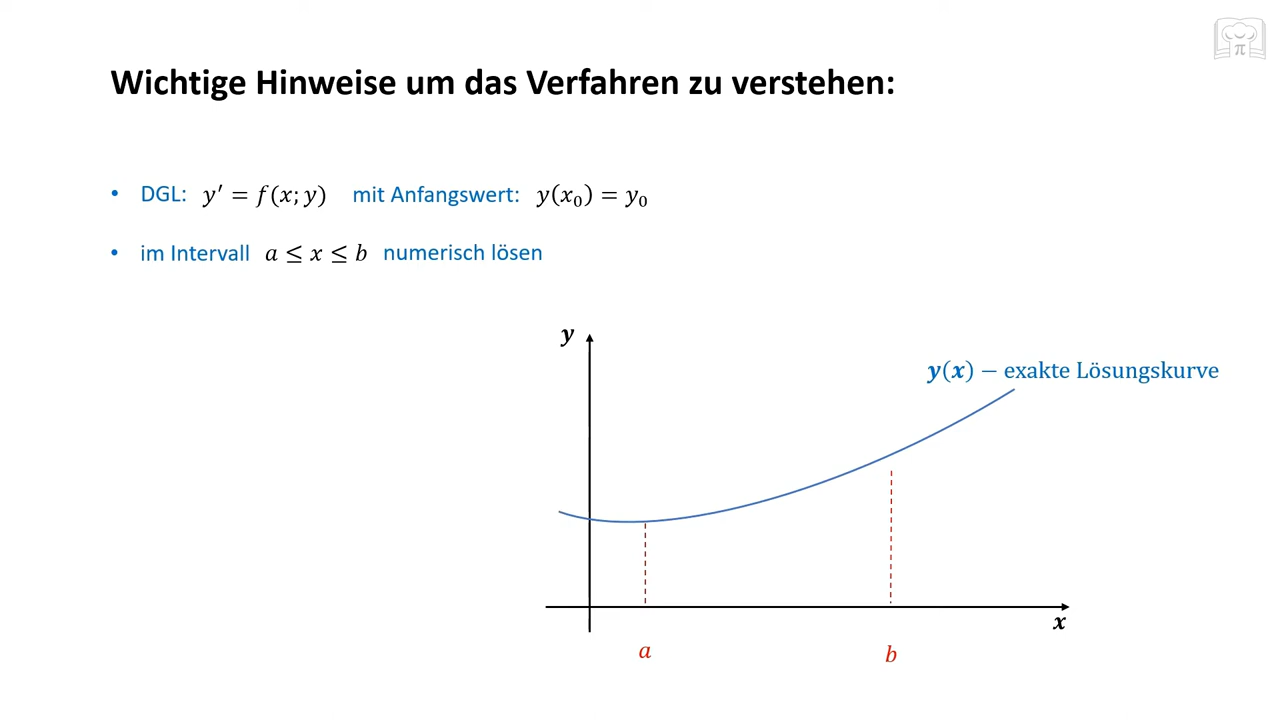 Wichtige Hinweise um das Verfahren zu verstehen:
• DGL: y′ = f(x; y) mit Anfangswert: y(x₀) = y₀
• im Intervall a ≤ x ≤ b numerisch lösen
y
y(x) − exakte Lösungskurve
x
a
b
π